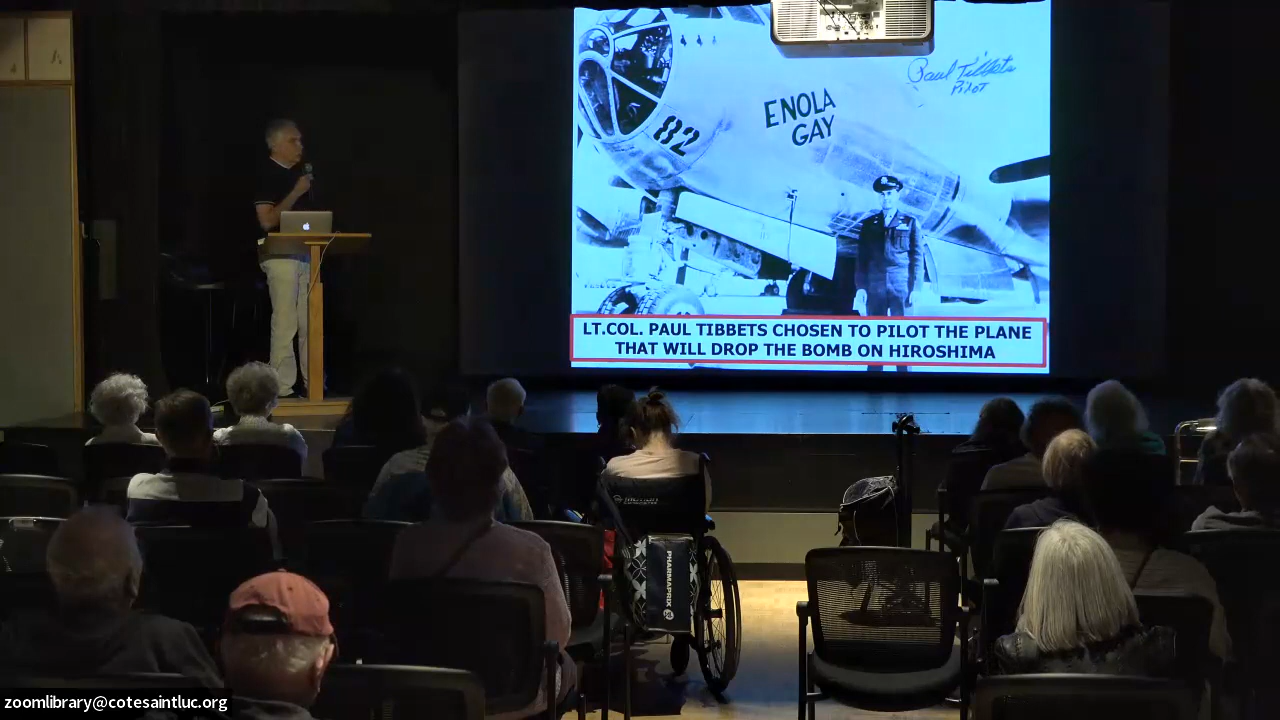 Paul Tibbets
Pilot
ENOLA
GAY
82
LT.COL. PAUL TIBBETS CHOSEN TO PILOT THE PLANE
THAT WILL DROP THE BOMB ON HIROSHIMA
PHARMAPRIX
zoomlibrary@cotesaintluc.org